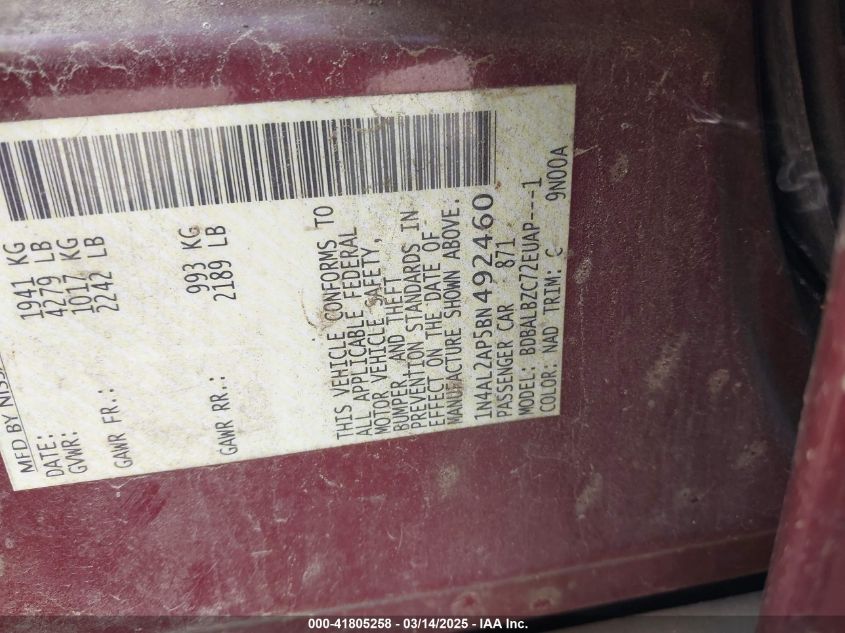 MFD BY NISS
DATE:
GVWR: 1941 KG
4279 LB
GAWR FR.: 1017 KG
2242 LB
GAWR RR.: 993 KG
2189 LB
THIS VEHICLE CONFORMS TO
ALL APPLICABLE FEDERAL
MOTOR VEHICLE SAFETY,
BUMPER, AND THEFT
PREVENTION STANDARDS IN
EFFECT ON THE DATE OF
MANUFACTURE SHOWN ABOVE.
1N4AL2AP5BN492460
PASSENGER CAR 871
MODEL: BDBALBZC72EUAP---1
COLOR: NAD TRIM: C 9N00A
000-41805258 - 03/14/2025 - IAA Inc.